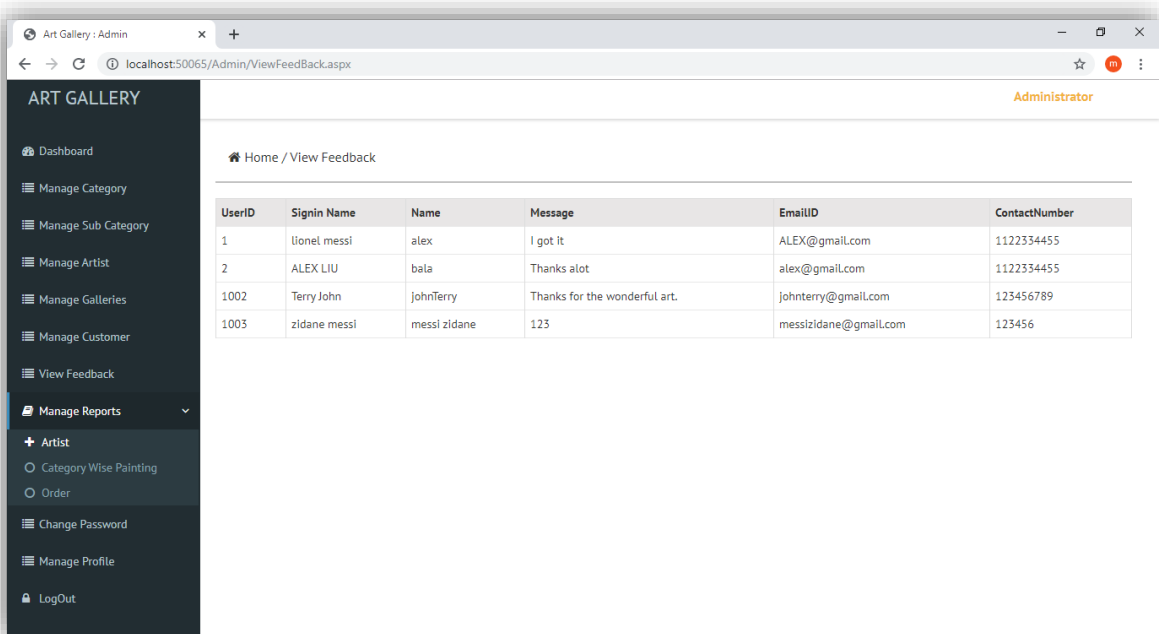 Art Gallery : Admin
localhost:50065/Admin/ViewFeedBack.aspx
m
ART GALLERY
Administrator
Dashboard
Manage Category
Manage Sub Category
Manage Artist
Manage Galleries
Manage Customer
View Feedback
Manage Reports
Artist
Category Wise Painting
Order
Change Password
Manage Profile
LogOut
Home / View Feedback
UserID Signin Name Name Message EmailID ContactNumber
1 lionel messi alex I got it ALEX@gmail.com 1122334455
2 ALEX LIU bala Thanks alot alex@gmail.com 1122334455
1002 Terry John johnTerry Thanks for the wonderful art. johnterry@gmail.com 123456789
1003 zidane messi messi zidane 123 messizidane@gmail.com 123456